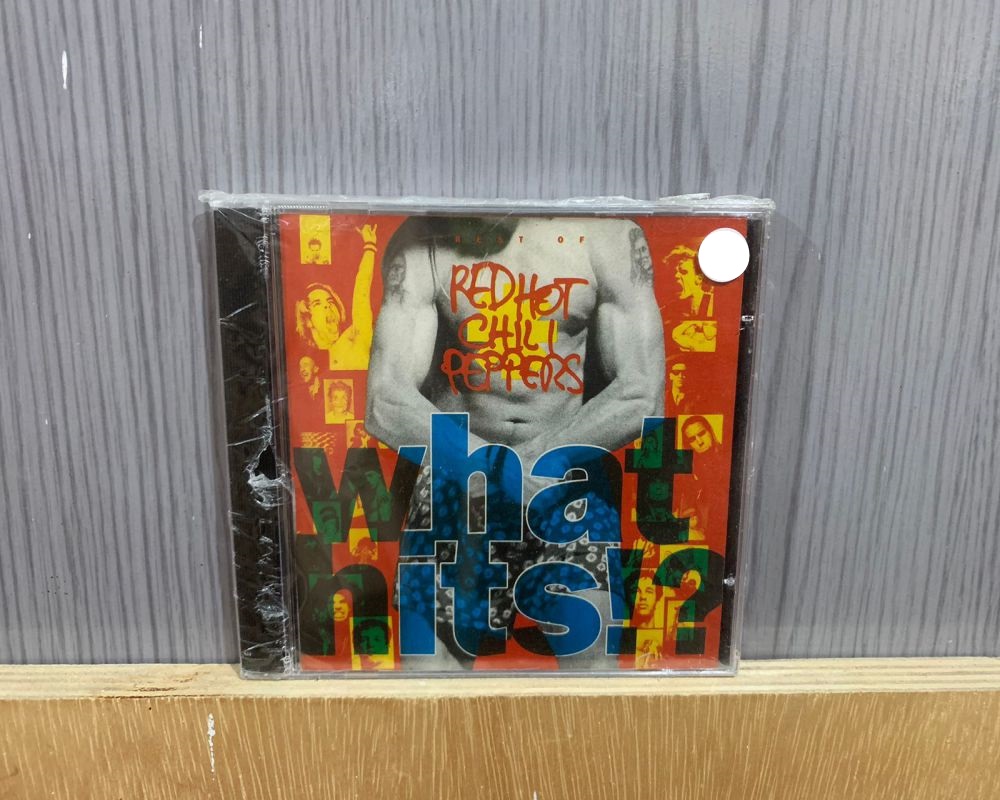 BEST OF
RED HOT
CHILI
PEPPERS
what
hits!?